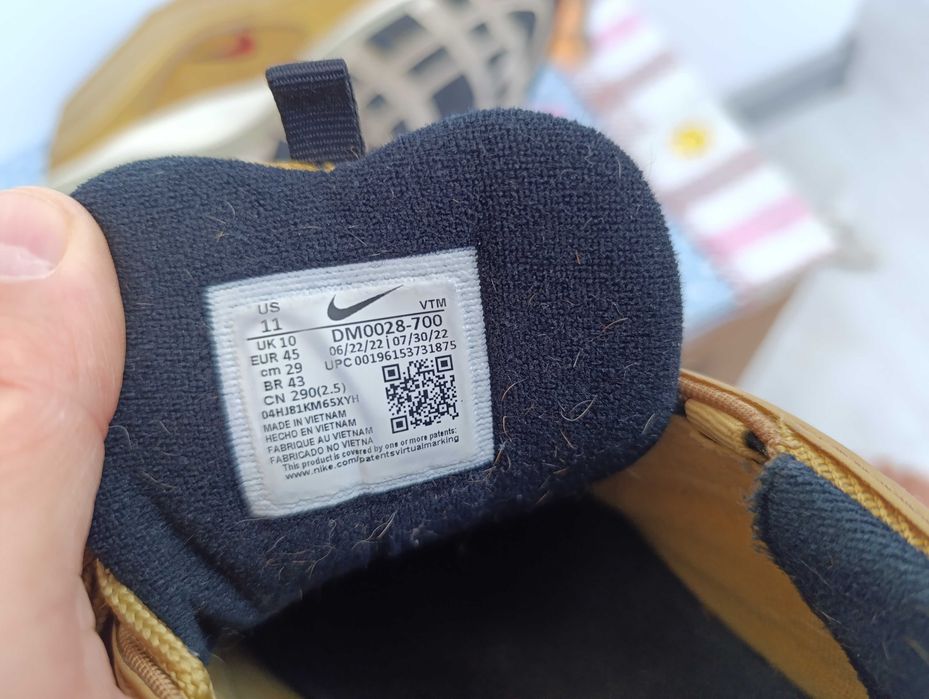 US
11
VTM
UK 10
DM0028-700
EUR 45
06/22/22 | 07/30/22
cm 29
UPC 00196153731875
BR 43
CN 290(2.5)
04HJ81KM65XYH
MADE IN VIETNAM
HECHO EN VIETNAM
FABRIQUE AU VIETNAM
FABRICADO NO VIETNA
This product is covered by one or more patents:
www.nike.com/patentsvirtualmarking